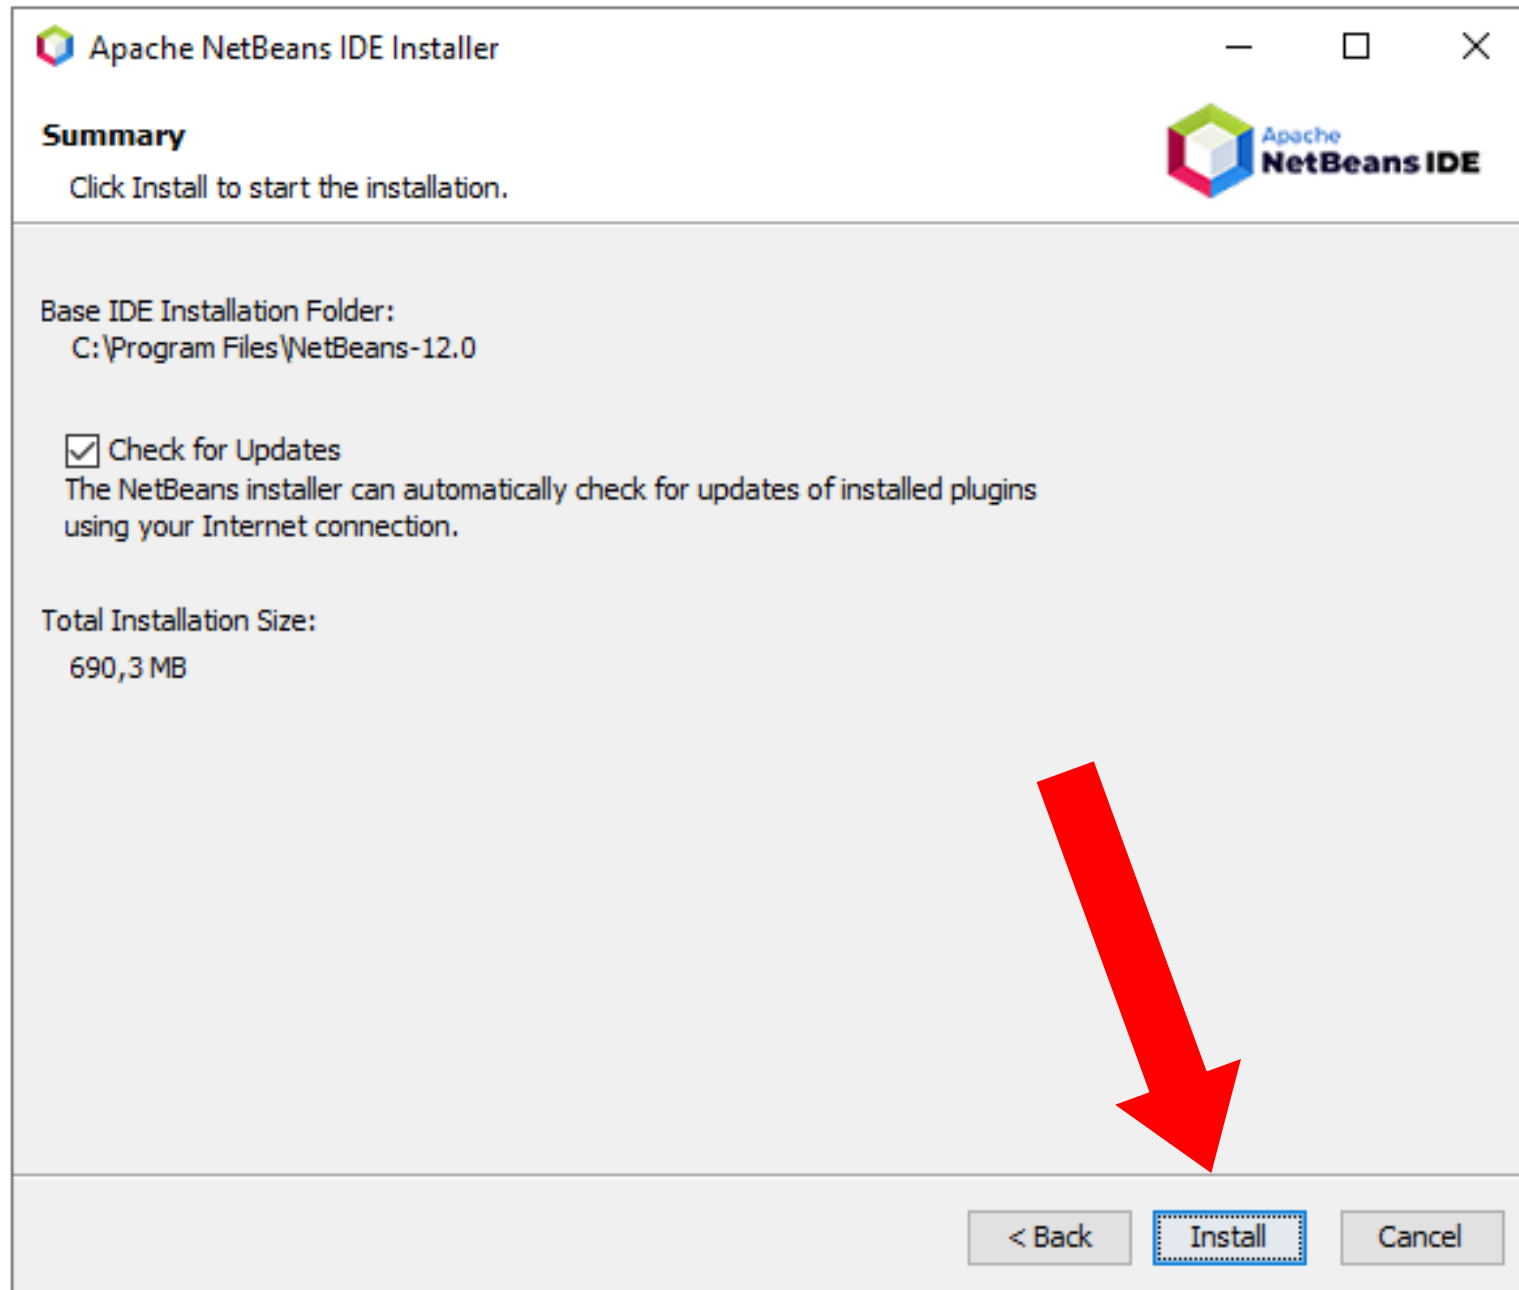 Apache NetBeans IDE Installer
Summary
Click Install to start the installation.
Apache
NetBeans IDE
Base IDE Installation Folder:
C:\Program Files\NetBeans-12.0
Check for Updates
The NetBeans installer can automatically check for updates of installed plugins
using your Internet connection.
Total Installation Size:
690,3 MB
< Back
Install
Cancel